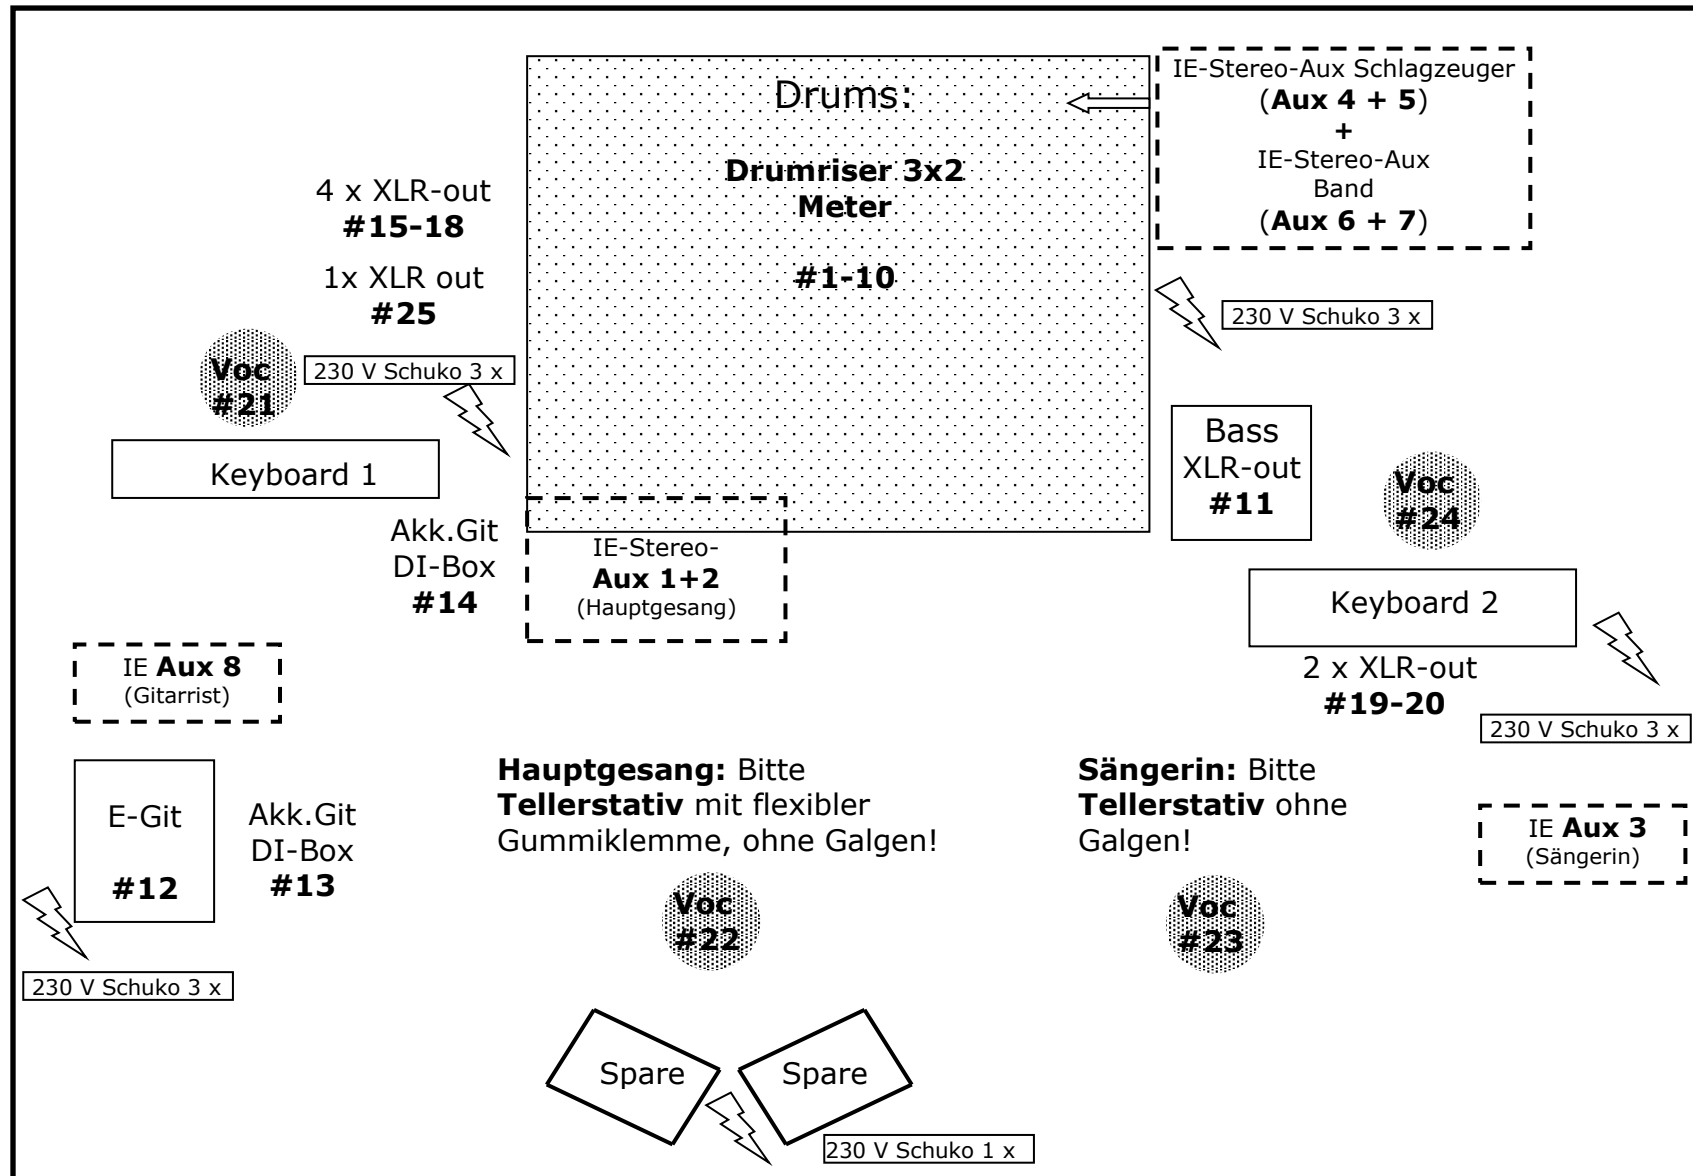 Drums:
Drumriser 3x2
Meter
#1-10
IE-Stereo-Aux Schlagzeuger
(Aux 4 + 5)
+
IE-Stereo-Aux
Band
(Aux 6 + 7)
4 x XLR-out
#15-18
1x XLR out
#25
230 V Schuko 3 x
Voc
#21
230 V Schuko 3 x
Keyboard 1
Bass
XLR-out
#11
Voc
#24
Akk.Git
DI-Box
#14
IE-Stereo-
Aux 1+2
(Hauptgesang)
Keyboard 2
2 x XLR-out
#19-20
230 V Schuko 3 x
IE Aux 8
(Gitarrist)
E-Git
#12
Akk.Git
DI-Box
#13
230 V Schuko 3 x
Hauptgesang: Bitte
Tellerstativ mit flexibler
Gummiklemme, ohne Galgen!
Voc
#22
Sängerin: Bitte
Tellerstativ ohne
Galgen!
Voc
#23
IE Aux 3
(Sängerin)
Spare
Spare
230 V Schuko 1 x